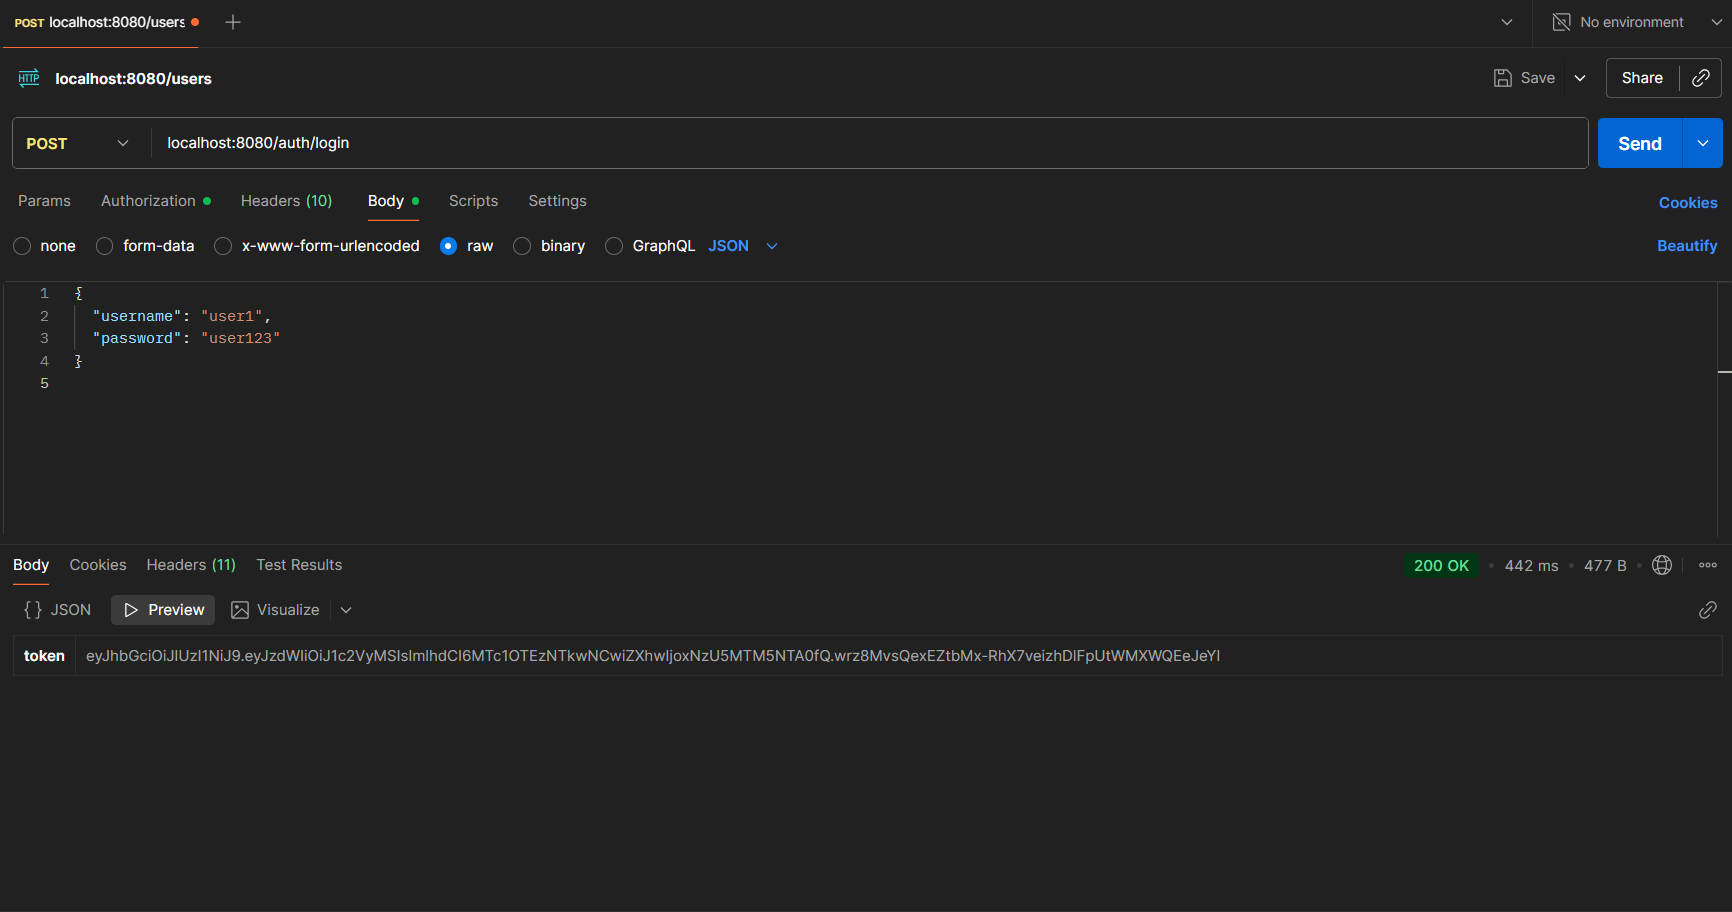 POST localhost:8080/users
No environment
HTTP localhost:8080/users
Save
Share
POST localhost:8080/auth/login
Send
Params Authorization Headers (10) Body Scripts Settings
Cookies
none form-data x-www-form-urlencoded raw binary GraphQL JSON
Beautify
1 {
2 "username": "user1",
3 "password": "user123"
4 }
5
Body Cookies Headers (11) Test Results
200 OK • 442 ms • 477 B
{} JSON Preview Visualize
token eyJhbGciOiJIUzI1NiJ9.eyJzdWIiOiJ1c2VyMSIsImlhdCI6MTc1OTEzNTkwNCwiZXhwIjoxNzU5MTM5NTA0fQ.wrz8MvsQexEZtbMx-RhX7veizhDlFpUtWMXWQEeJeYI